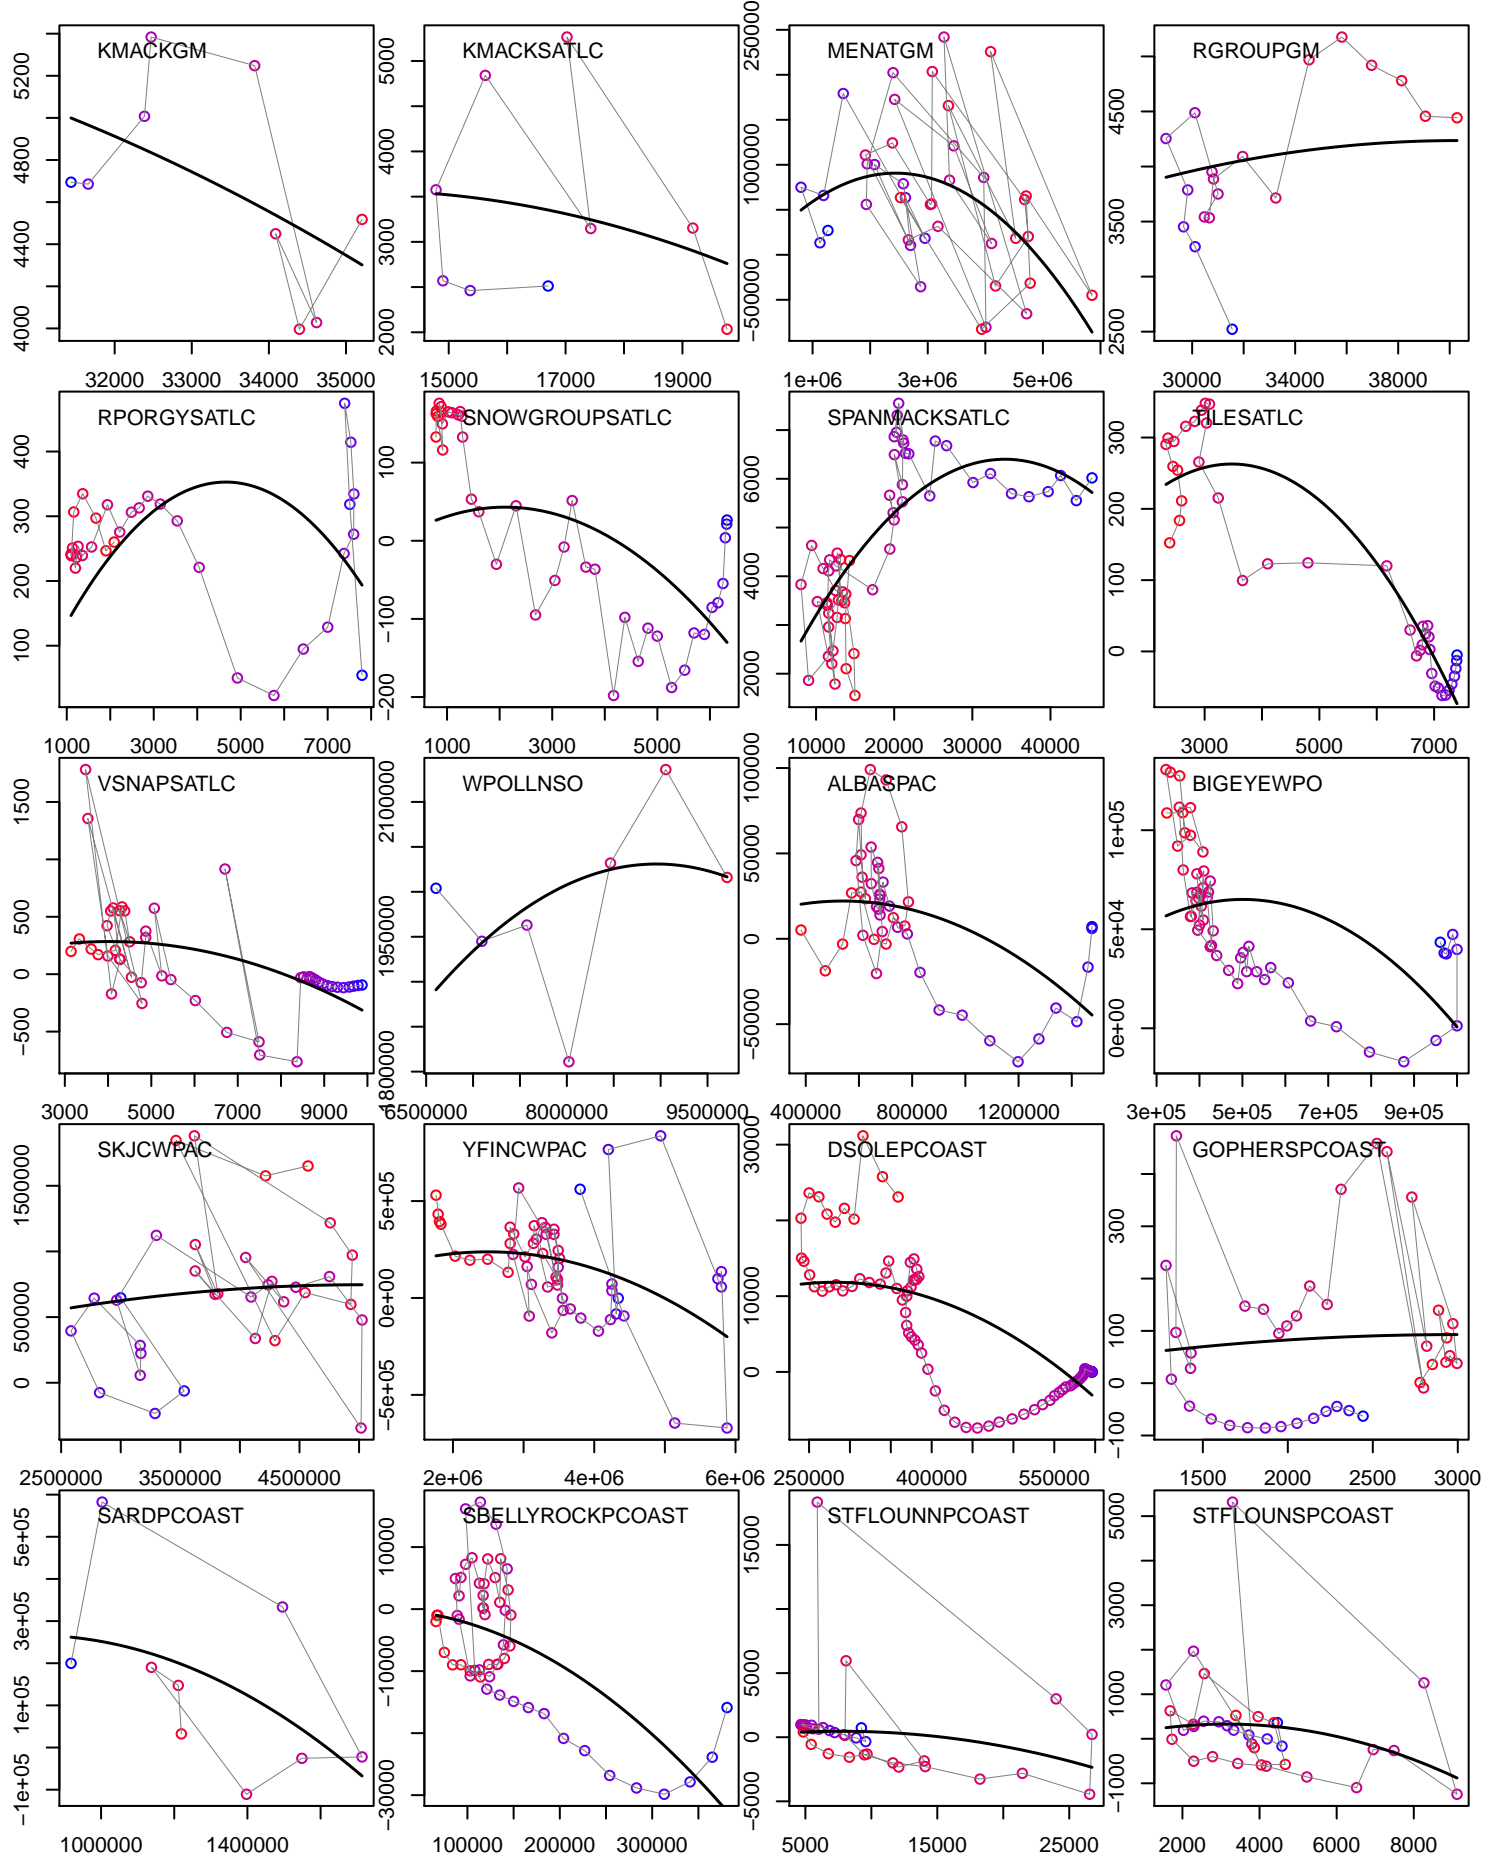 KMACKGM
5200
4800
4400
4000
32000 33000 34000 35000
KMACKSATLC
5000
4000
3000
2000
15000 17000 19000
MENATGM
250000
1000000
−500000
1e+06 3e+06 5e+06
RGROUPGM
4500
3500
2500
30000 34000 38000
RPORGYSATLC
400
300
200
100
1000 3000 5000 7000
SNOWGROUPSATLC
100
0
−100
−200
1000 3000 5000
SPANMACKSATLC
6000
4000
2000
10000 20000 30000 40000
TILESATLC
300
200
100
0
3000 5000 7000
VSNAPSATLC
1500
500
0
−500
3000 5000 7000 9000
WPOLLNSO
2100000
1950000
1800000
6500000 8000000 9500000
ALBASPAC
100000
50000
0
−50000
400000 800000 1200000
BIGEYEWPO
1e+05
5e+04
0e+00
3e+05 5e+05 7e+05 9e+05
SKJCWPAC
1500000
500000
0
2500000 3500000 4500000
YFINCWPAC
5e+05
0e+00
−5e+05
2e+06 4e+06 6e+06
DSOLEPCOAST
30000
10000
0
250000 400000 550000
GOPHERSPCOAST
300
100
0
−100
1500 2000 2500 3000
SARDPCOAST
5e+05
3e+05
1e+05
−1e+05
1000000 1400000
SBELLYROCKPCOAST
10000
0
−10000
−30000
100000 200000 300000
STFLOUNNPCOAST
15000
5000
0
−5000
5000 15000 25000
STFLOUNSPCOAST
5000
3000
1000
−1000
2000 4000 6000 8000